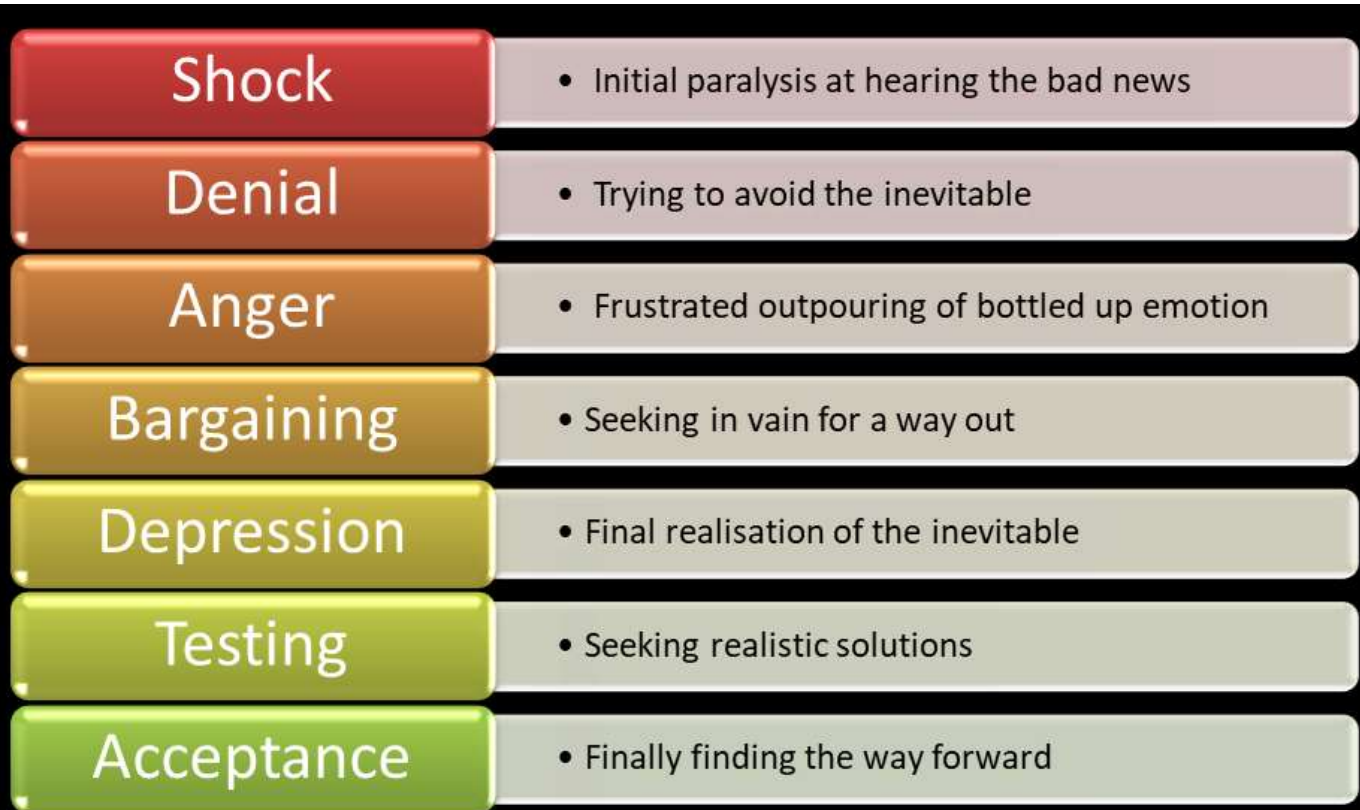 Shock
• Initial paralysis at hearing the bad news
Denial
• Trying to avoid the inevitable
Anger
• Frustrated outpouring of bottled up emotion
Bargaining
• Seeking in vain for a way out
Depression
• Final realisation of the inevitable
Testing
• Seeking realistic solutions
Acceptance
• Finally finding the way forward